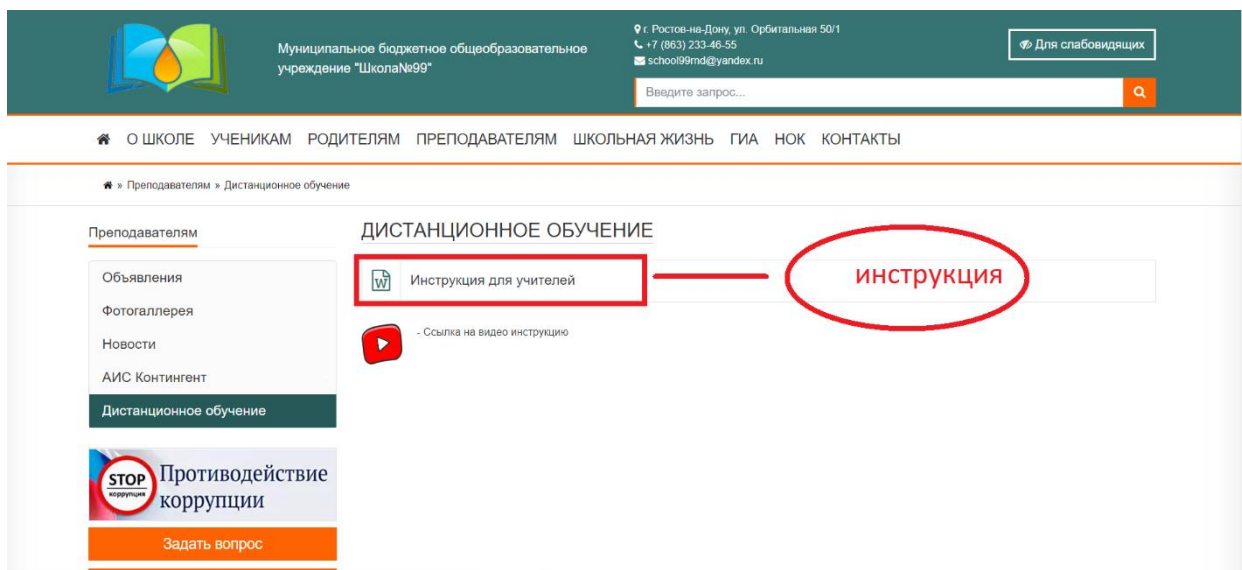 Муниципальное бюджетное общеобразовательное
учреждение "Школа№99"
г. Ростов-на-Дону, ул. Орбитальная 50/1
+7 (863) 233-46-55
school99rnd@yandex.ru
Для слабовидящих
Введите запрос...
О ШКОЛЕ УЧЕНИКАМ РОДИТЕЛЯМ ПРЕПОДАВАТЕЛЯМ ШКОЛЬНАЯ ЖИЗНЬ ГИА НОК КОНТАКТЫ
» Преподавателям » Дистанционное обучение
Преподавателям
Объявления
Фотогаллерея
Новости
АИС Контингент
Дистанционное обучение
STOP
коррупция
Противодействие
коррупции
Задать вопрос
ДИСТАНЦИОННОЕ ОБУЧЕНИЕ
Инструкция для учителей
инструкция
- Ссылка на видео инструкцию